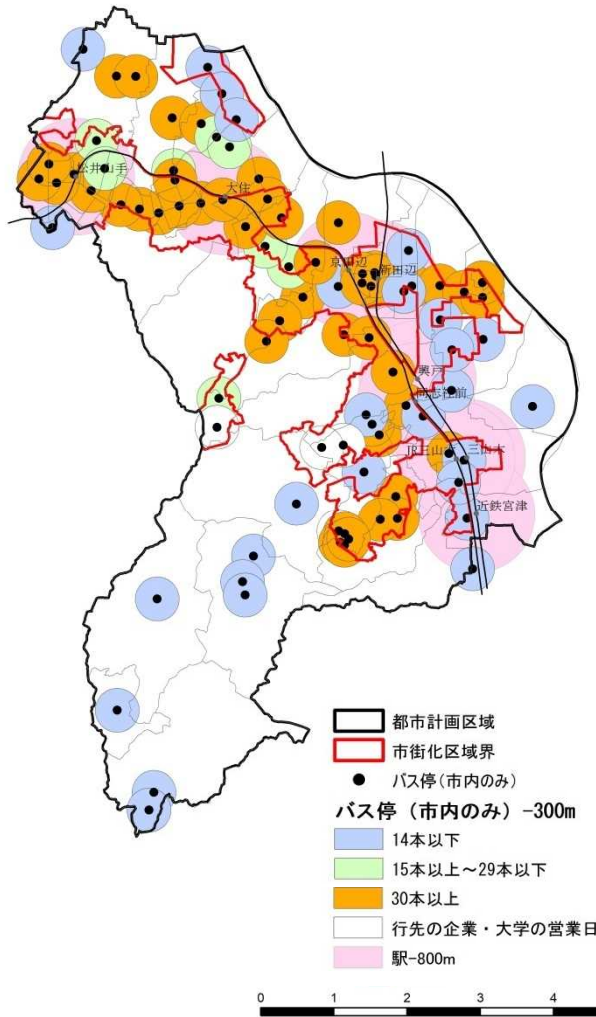 松井山手
大住
京田辺
新田辺
興戸
同志社前
JR三山木
三山木
近鉄宮津
都市計画区域
市街化区域界
バス停(市内のみ)
バス停 (市内のみ) -300m
14本以下
15本以上~29本以下
30本以上
行先の企業・大学の営業日
駅-800m
0 1 2 3 4